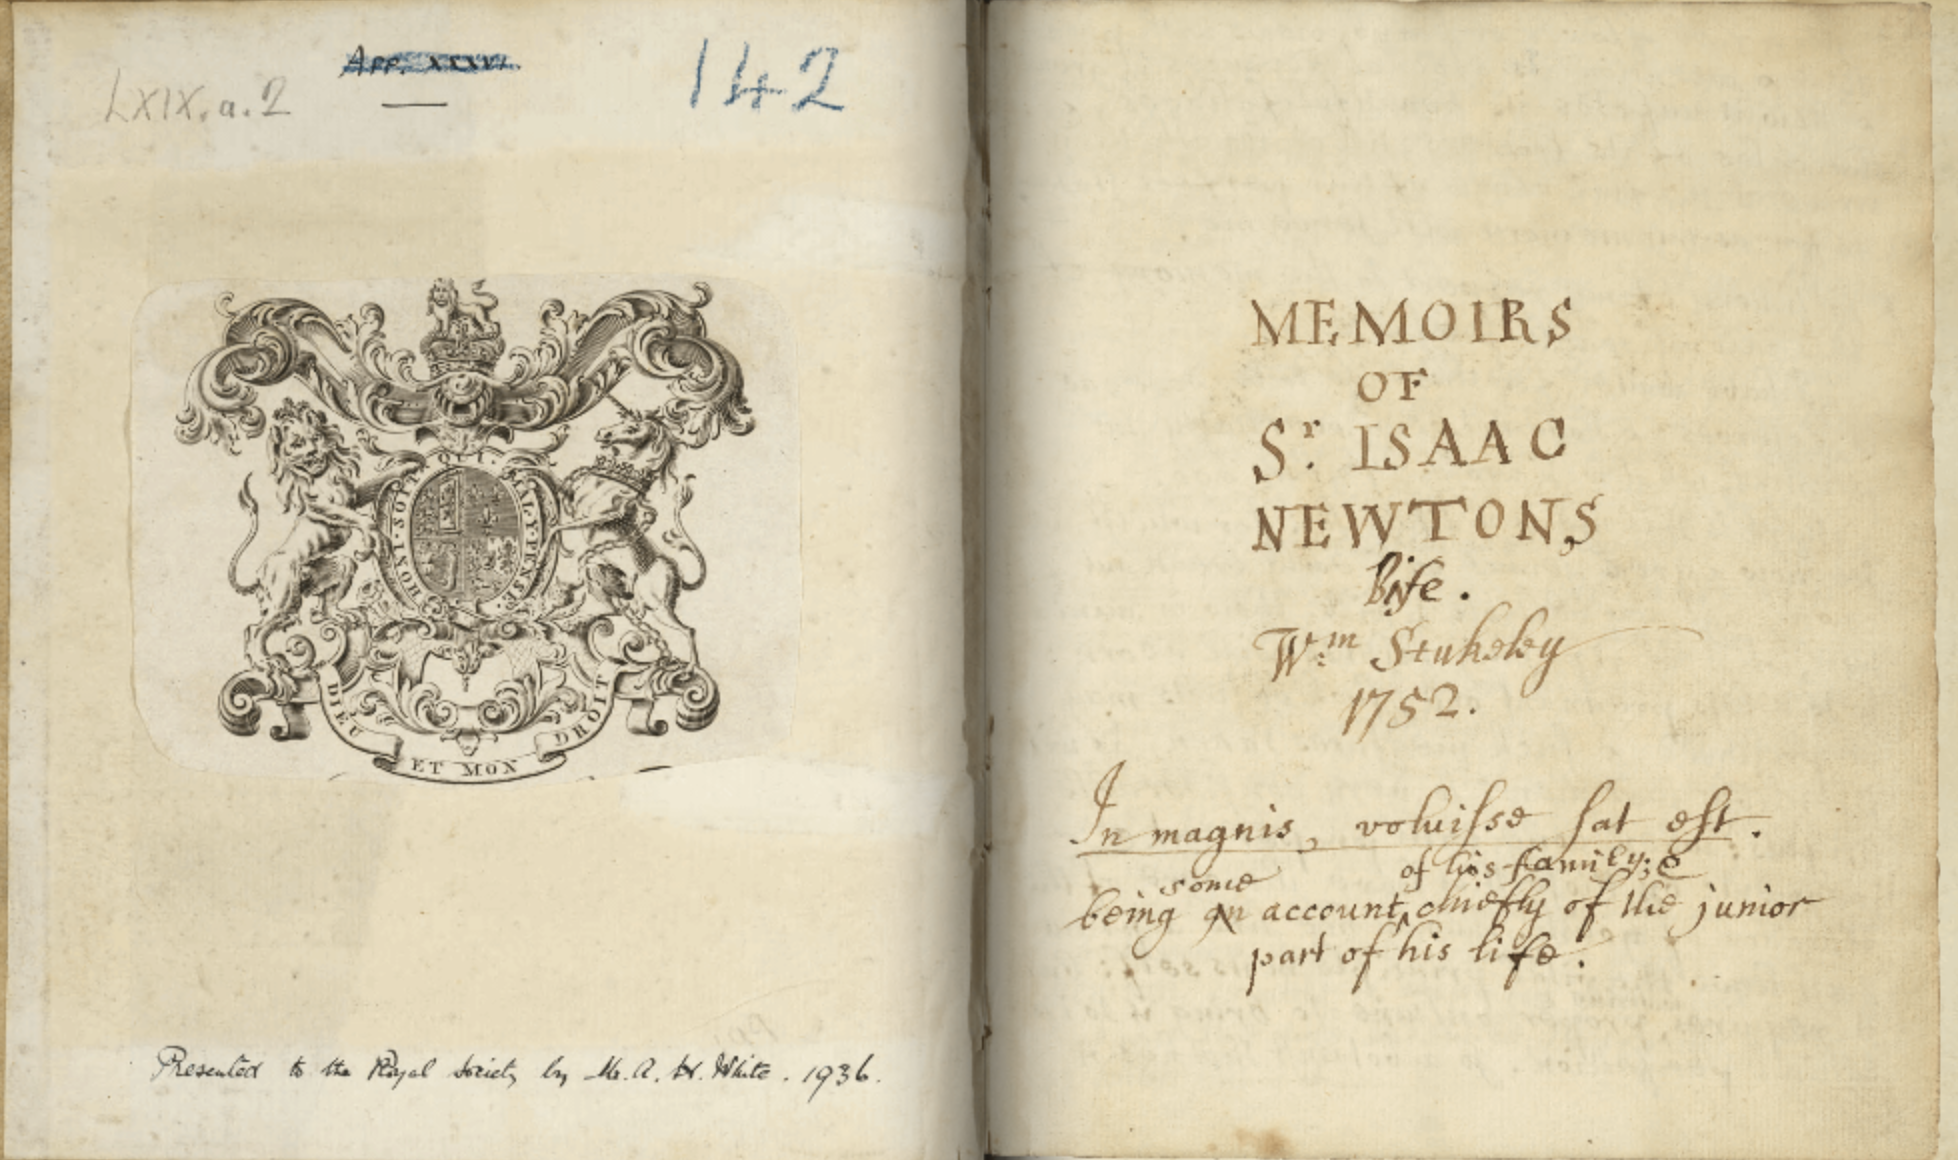 LXIX.a.2
App. XXXVI.
142
HONI · SOIT · QUI · MAL · Y · PENSE ·
DIEU ET MON DROIT
Presented to the Royal Society by Mr. A. H. White. 1936.
MEMOIRS
OF
Sr. ISAAC
NEWTONS
life.
Wm. Stukeley
1752.
In magnis, voluisse sat est.
some of his family; &
being an account, chiefly of the junior
part of his life.